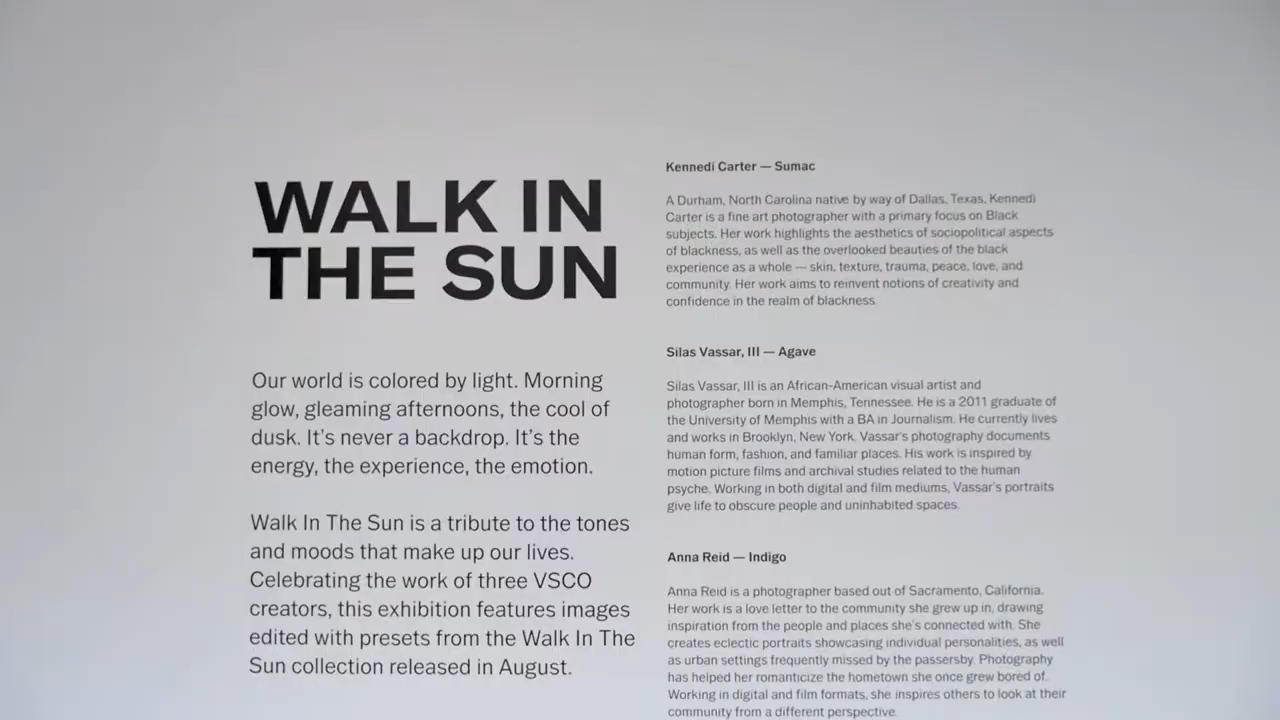 WALK IN
THE SUN
Our world is colored by light. Morning
glow, gleaming afternoons, the cool of
dusk. It's never a backdrop. It's the
energy, the experience, the emotion.
Walk In The Sun is a tribute to the tones
and moods that make up our lives.
Celebrating the work of three VSCO
creators, this exhibition features images
edited with presets from the Walk In The
Sun collection released in August.
Kennedi Carter — Sumac
A Durham, North Carolina native by way of Dallas, Texas, Kennedi
Carter is a fine art photographer with a primary focus on Black
subjects. Her work highlights the aesthetics of sociopolitical aspects
of blackness, as well as the overlooked beauties of the black
experience as a whole — skin, texture, trauma, peace, love, and
community. Her work aims to reinvent notions of creativity and
confidence in the realm of blackness.
Silas Vassar, III — Agave
Silas Vassar, III is an African-American visual artist and
photographer born in Memphis, Tennessee. He is a 2011 graduate of
the University of Memphis with a BA in Journalism. He currently lives
and works in Brooklyn, New York. Vassar's photography documents
human form, fashion, and familiar places. His work is inspired by
motion picture films and archival studies related to the human
psyche. Working in both digital and film mediums, Vassar's portraits
give life to obscure people and uninhabited spaces.
Anna Reid — Indigo
Anna Reid is a photographer based out of Sacramento, California.
Her work is a love letter to the community she grew up in, drawing
inspiration from the people and places she's connected with. She
creates eclectic portraits showcasing individual personalities, as well
as urban settings frequently missed by the passersby. Photography
has helped her romanticize the hometown she once grew bored of.
Working in digital and film formats, she inspires others to look at their
community from a different perspective.